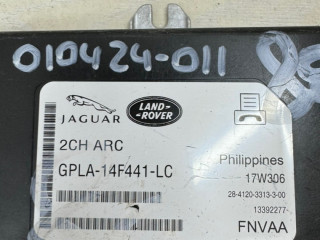 010424-011
JAGUAR
LAND-
ROVER
2CH ARC
GPLA-14F441-LC
Philippines
17W306
28-4120-3313-3-00
13392277
FNVAA